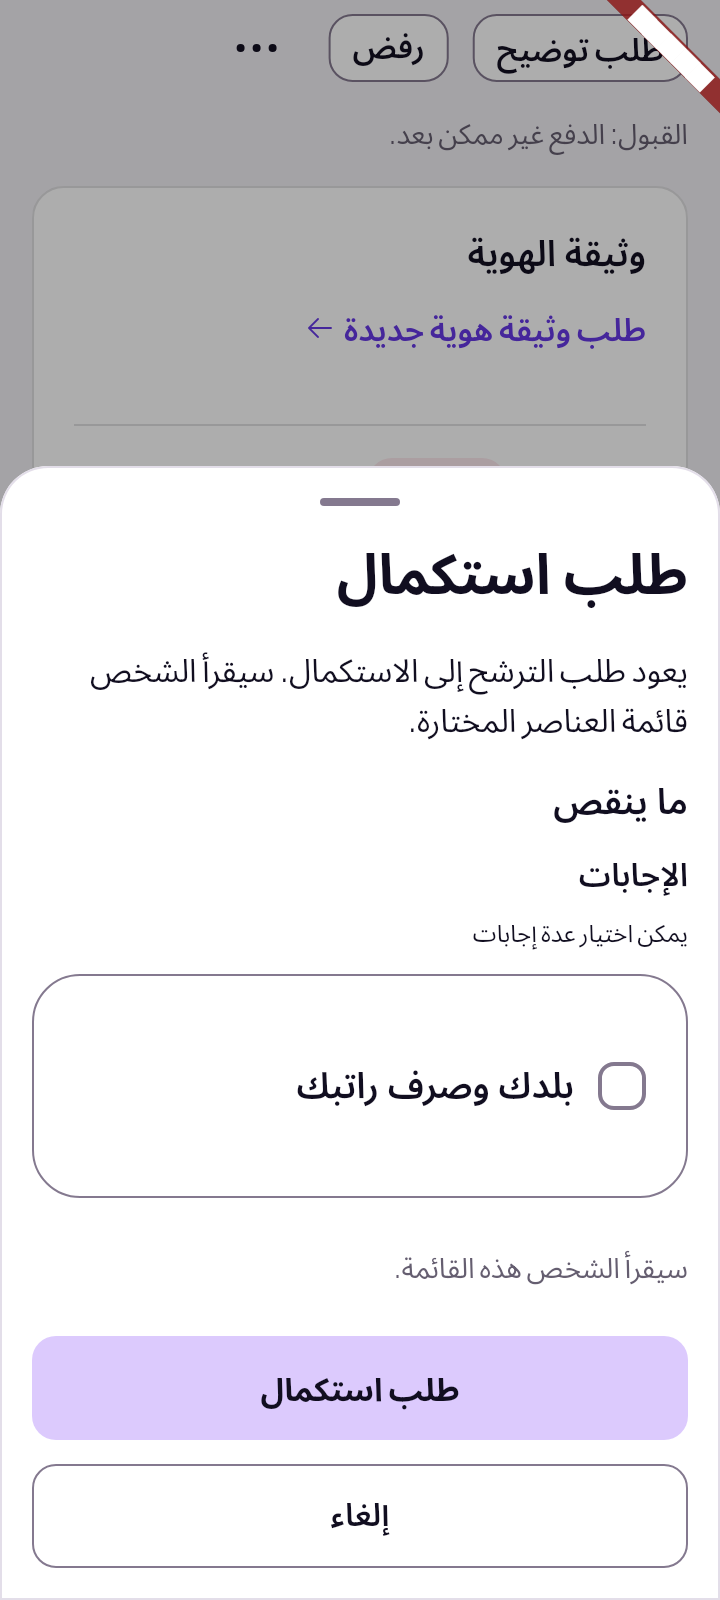 طلب توضيح
رفض
القبول: الدفع غير ممكن بعد.
وثيقة الهوية
طلب وثيقة هوية جديدة ←
طلب استكمال
يعود طلب الترشح إلى الاستكمال. سيقرأ الشخص
قائمة العناصر المختارة.
ما ينقص
الإجابات
يمكن اختيار عدة إجابات
بلدك وصرف راتبك
سيقرأ الشخص هذه القائمة.
طلب استكمال
إلغاء